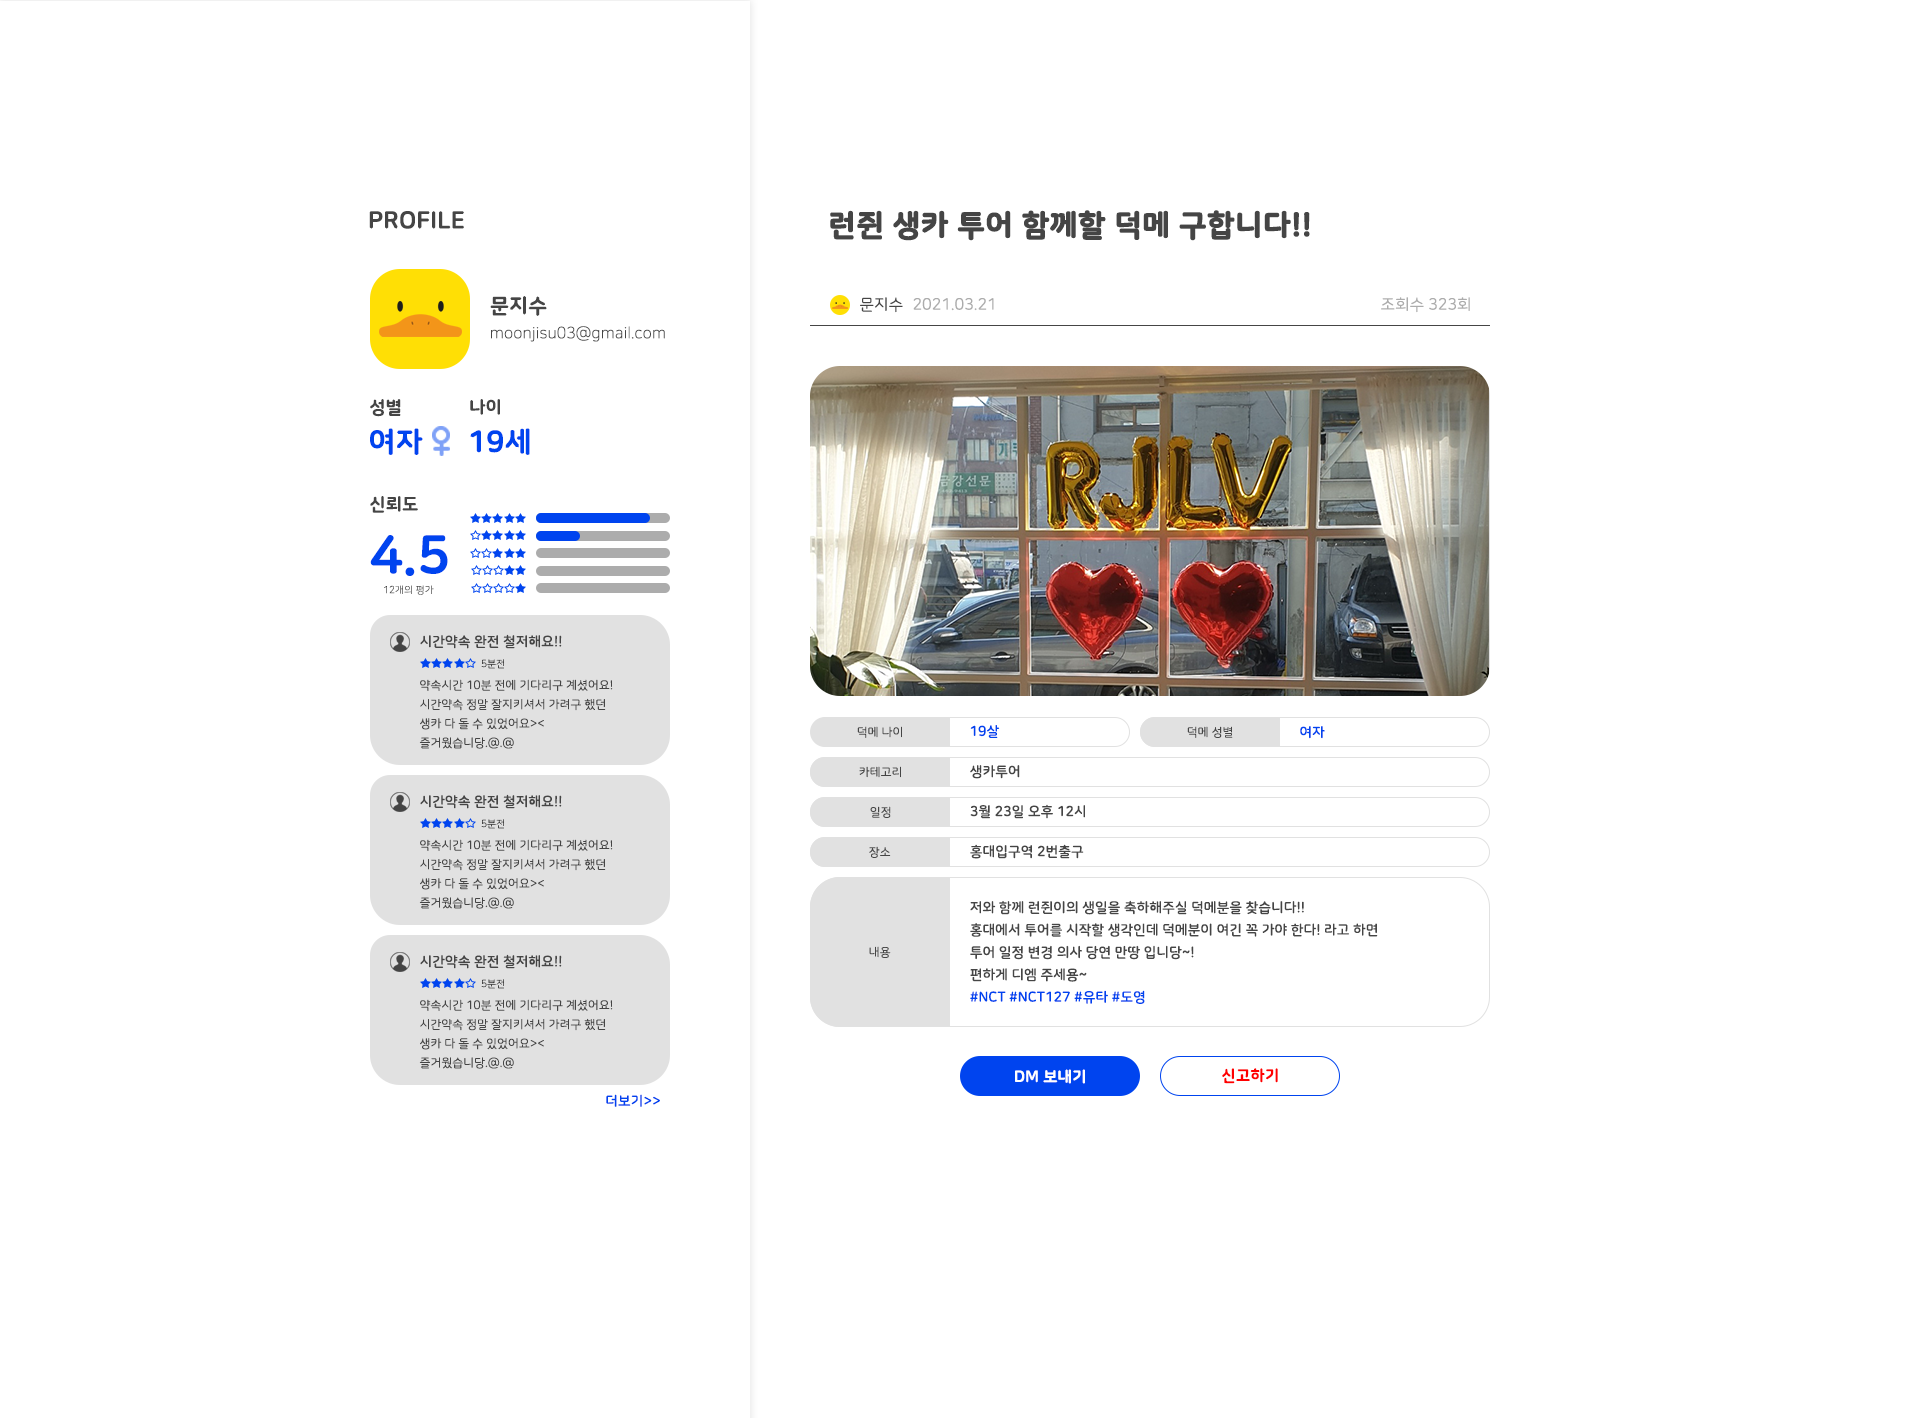 PROFILE
문지수
moonjisu03@gmail.com
성별
나이
여자
19세
신뢰도
4.5
12개의 평가
시간약속 완전 철저해요!!
5분전
약속시간 10분 전에 기다리구 계셨어요!
시간약속 정말 잘지키셔서 가려구 했던
생카 다 돌 수 있었어요><
즐거웠습니당.@.@
시간약속 완전 철저해요!!
5분전
약속시간 10분 전에 기다리구 계셨어요!
시간약속 정말 잘지키셔서 가려구 했던
생카 다 돌 수 있었어요><
즐거웠습니당.@.@
시간약속 완전 철저해요!!
5분전
약속시간 10분 전에 기다리구 계셨어요!
시간약속 정말 잘지키셔서 가려구 했던
생카 다 돌 수 있었어요><
즐거웠습니당.@.@
더보기>>
런쥔 생카 투어 함께할 덕메 구합니다!!
문지수 2021.03.21
조회수 323회
RJLV
금강선문
덕메 나이 19살
덕메 성별 여자
카테고리 생카투어
일정 3월 23일 오후 12시
장소 홍대입구역 2번출구
내용
저와 함께 런쥔이의 생일을 축하해주실 덕메분을 찾습니다!!
홍대에서 투어를 시작할 생각인데 덕메분이 여긴 꼭 가야 한다! 라고 하면
투어 일정 변경 의사 당연 만땅 입니당~!
편하게 디엠 주세용~
#NCT #NCT127 #유타 #도영
DM 보내기
신고하기